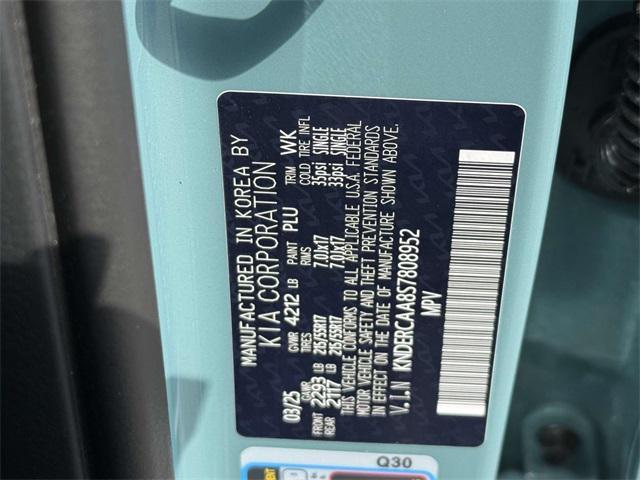 MANUFACTURED IN KOREA BY
KIA CORPORATION
03/25 GVWR 4212 LB PAINT PLU TRIM WK
GAWR TIRES RIMS COLD TIRE INFL
FRONT 2293 LB 215/55R17 7.0Jx17 35psi SINGLE
REAR 2117 LB 215/55R17 7.0Jx17 33psi SINGLE
THIS VEHICLE CONFORMS TO ALL APPLICABLE U.S.A. FEDERAL
MOTOR VEHICLE SAFETY AND THEFT PREVENTION STANDARDS
IN EFFECT ON THE DATE OF MANUFACTURE SHOWN ABOVE.
V.I.N KNDERCAA8S7808952
MPV
Q30